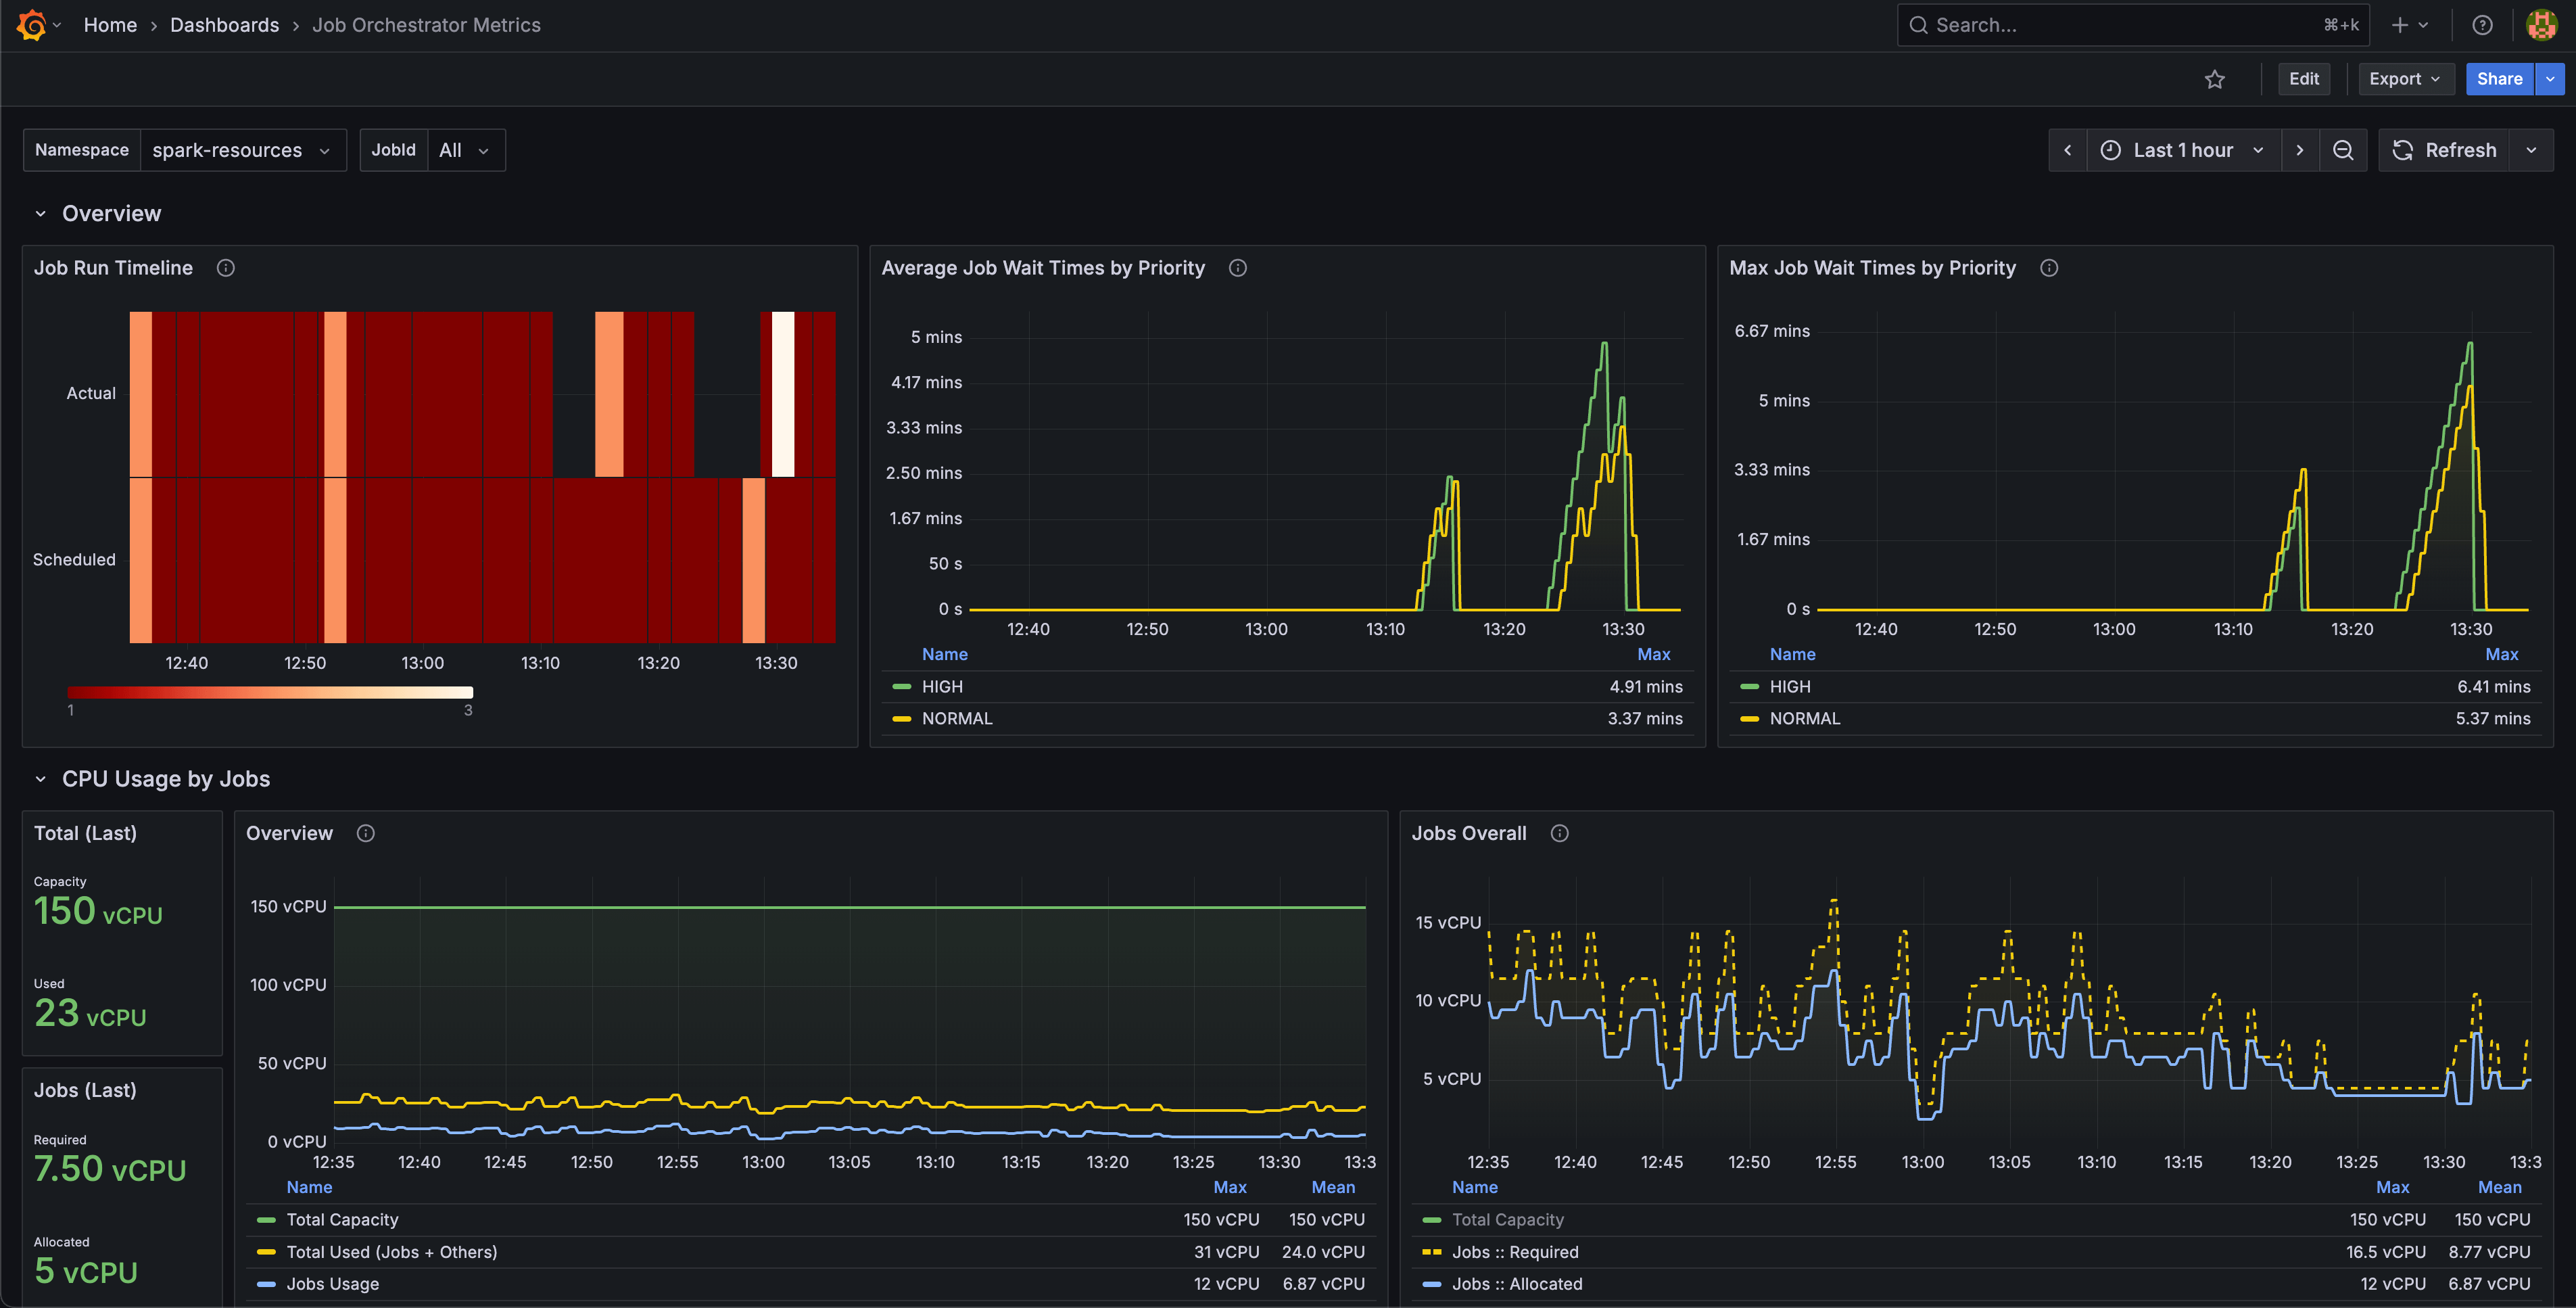 Home › Dashboards › Job Orchestrator Metrics
Search... ⌘+k
Edit Export Share
Namespace spark-resources JobId All Last 1 hour Refresh
Overview
Job Run Timeline
Actual
Scheduled
12:40 12:50 13:00 13:10 13:20 13:30
1 3
Average Job Wait Times by Priority
5 mins
4.17 mins
3.33 mins
2.50 mins
1.67 mins
50 s
0 s
12:40 12:50 13:00 13:10 13:20 13:30
Name Max
HIGH 4.91 mins
NORMAL 3.37 mins
Max Job Wait Times by Priority
6.67 mins
5 mins
3.33 mins
1.67 mins
0 s
12:40 12:50 13:00 13:10 13:20 13:30
Name Max
HIGH 6.41 mins
NORMAL 5.37 mins
CPU Usage by Jobs
Total (Last)
Capacity
150 vCPU
Used
23 vCPU
Jobs (Last)
Required
7.50 vCPU
Allocated
5 vCPU
Overview
150 vCPU
100 vCPU
50 vCPU
0 vCPU
12:35 12:40 12:45 12:50 12:55 13:00 13:05 13:10 13:15 13:20 13:25 13:30 13:3
Name Max Mean
Total Capacity 150 vCPU 150 vCPU
Total Used (Jobs + Others) 31 vCPU 24.0 vCPU
Jobs Usage 12 vCPU 6.87 vCPU
Jobs Overall
15 vCPU
10 vCPU
5 vCPU
12:35 12:40 12:45 12:50 12:55 13:00 13:05 13:10 13:15 13:20 13:25 13:30 13:3
Name Max Mean
Total Capacity 150 vCPU 150 vCPU
Jobs :: Required 16.5 vCPU 8.77 vCPU
Jobs :: Allocated 12 vCPU 6.87 vCPU